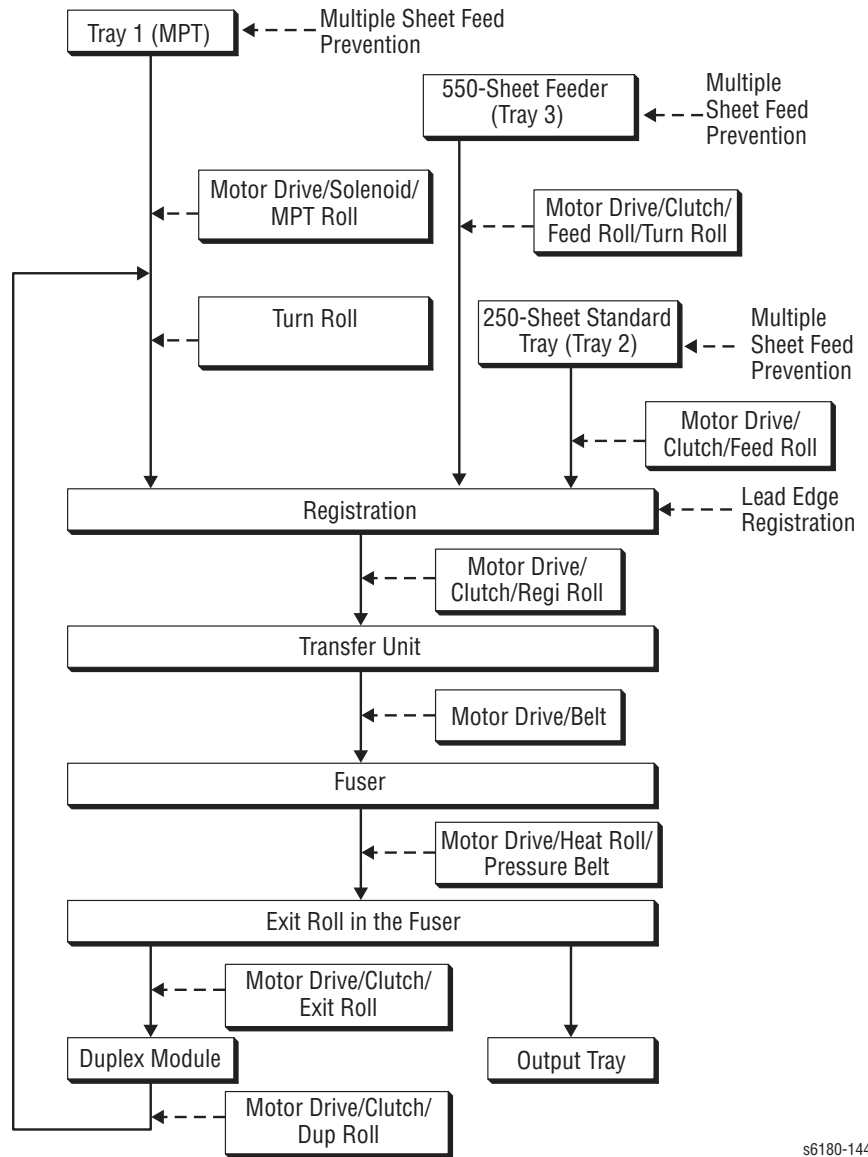 Tray 1 (MPT)
Multiple Sheet Feed
Prevention
550-Sheet Feeder
(Tray 3)
Multiple
Sheet Feed
Prevention
Motor Drive/Solenoid/
MPT Roll
Motor Drive/Clutch/
Feed Roll/Turn Roll
Turn Roll
250-Sheet Standard
Tray (Tray 2)
Multiple
Sheet Feed
Prevention
Motor Drive/
Clutch/Feed Roll
Registration
Lead Edge
Registration
Motor Drive/
Clutch/Regi Roll
Transfer Unit
Motor Drive/Belt
Fuser
Motor Drive/Heat Roll/
Pressure Belt
Exit Roll in the Fuser
Motor Drive/Clutch/
Exit Roll
Duplex Module
Output Tray
Motor Drive/Clutch/
Dup Roll
s6180-144